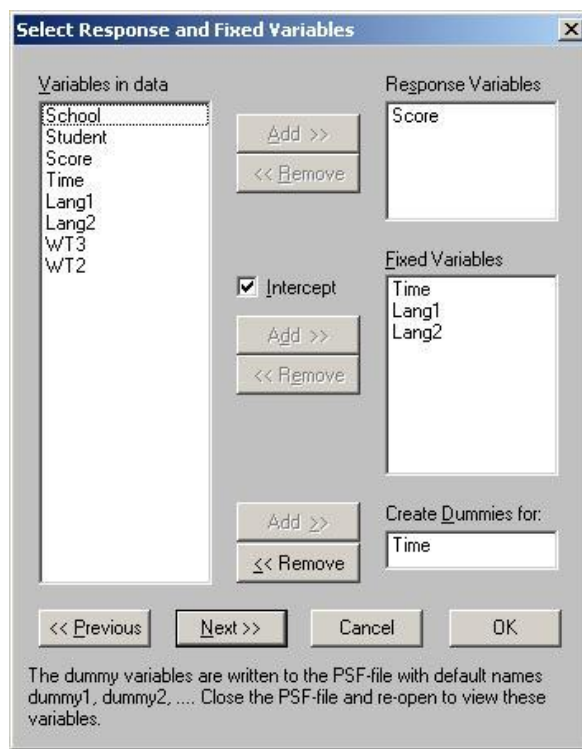 Select Response and Fixed Variables
Variables in data
School
Student
Score
Time
Lang1
Lang2
WT3
WT2
Add >>
<< Remove
Response Variables
Score
Intercept
Add >>
<< Remove
Fixed Variables
Time
Lang1
Lang2
Add >>
<< Remove
Create Dummies for:
Time
<< Previous
Next >>
Cancel
OK
The dummy variables are written to the PSF-file with default names
dummy1, dummy2, .... Close the PSF-file and re-open to view these
variables.